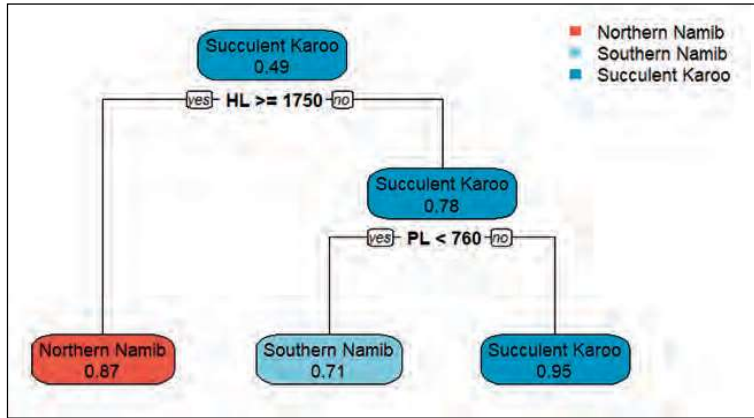 Succulent Karoo
0.49
Northern Namib
Southern Namib
Succulent Karoo
yes HL >= 1750 no
Succulent Karoo
0.78
yes PL < 760 no
Northern Namib
0.87
Southern Namib
0.71
Succulent Karoo
0.95